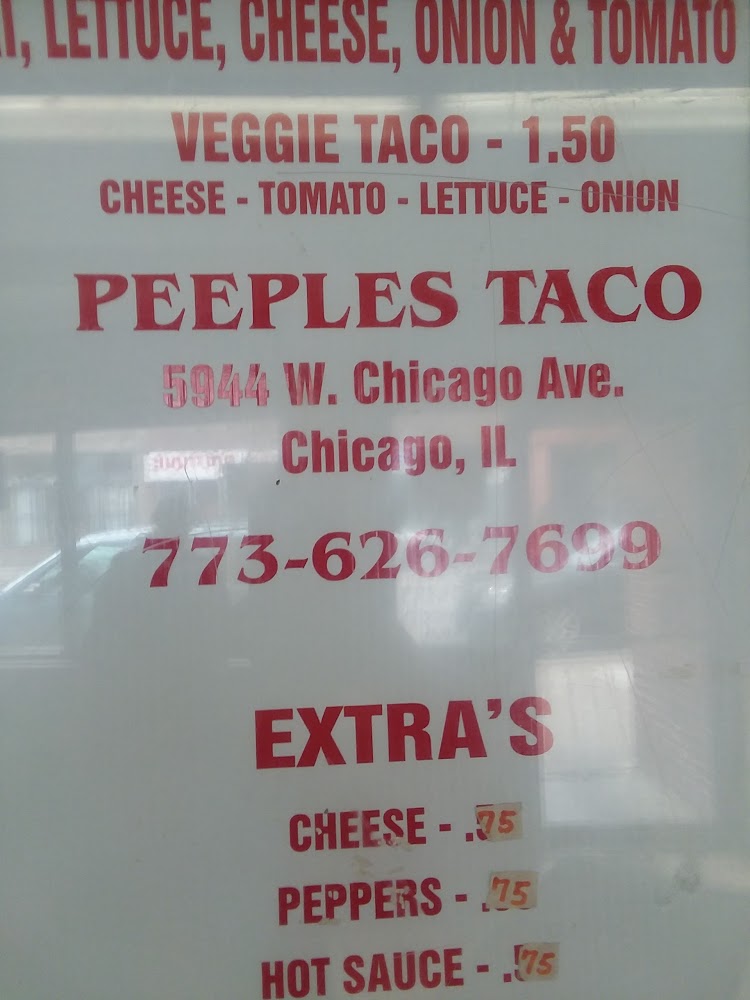 LETTUCE, CHEESE, ONION & TOMATO
VEGGIE TACO - 1.50
CHEESE - TOMATO - LETTUCE - ONION
PEEPLES TACO
5944 W. Chicago Ave.
Chicago, IL
773-626-7699
EXTRA'S
CHEESE - .75
PEPPERS - .75
HOT SAUCE - .75